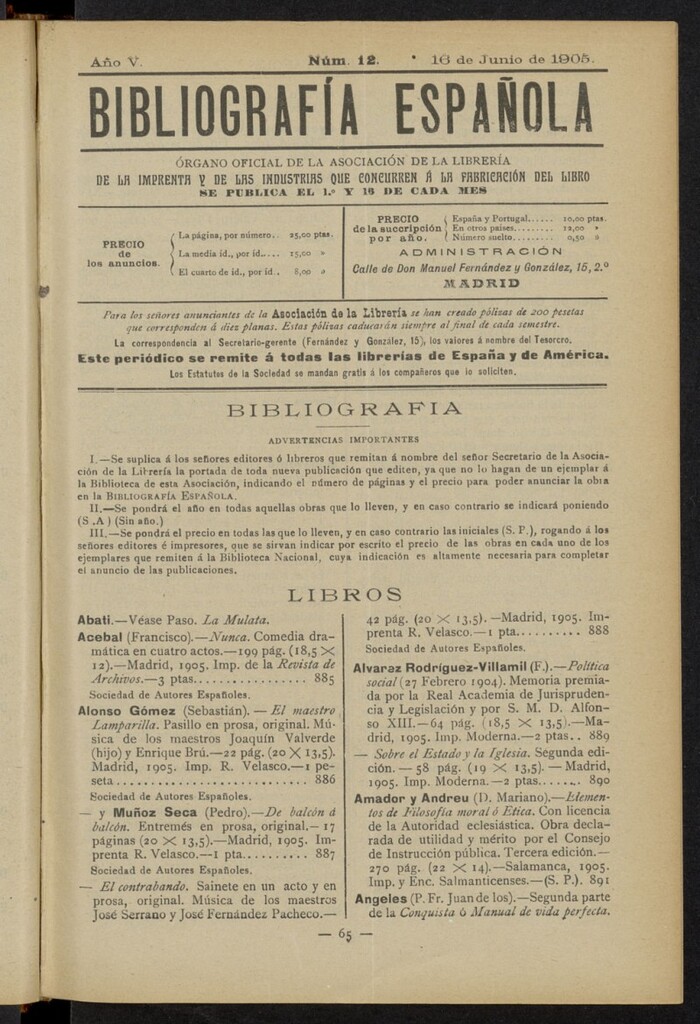 Año V. Núm. 12. • 16 de Junio de 1905.
BIBLIOGRAFÍA ESPAÑOLA
ÓRGANO OFICIAL DE LA ASOCIACIÓN DE LA LIBRERÍA
DE LA IMPRENTA Y DE LAS INDUSTRIAS QUE CONCURREN Á LA FABRICACIÓN DEL LIBRO
SE PUBLICA EL 1.º Y 16 DE CADA MES
PRECIO
de
los anuncios.
La página, por número.. 25,00 ptas.
La media íd., por íd..... 15,00 »
El cuarto de íd., por íd. 8,00 »
PRECIO
de la suscripción
por año.
España y Portugal...... 10,00 ptas.
En otros países........ 12,00 »
Número suelto......... 0,50 »
ADMINISTRACIÓN
Calle de Don Manuel Fernández y González, 15, 2.º
MADRID
Para los señores anunciantes de la Asociación de la Librería se han creado pólizas de 200 pesetas
que corresponden á diez planas. Estas pólizas caducarán siempre al final de cada semestre.
La correspondencia al Secretario-gerente (Fernández y González, 15), los valores á nombre del Tesorero.
Este periódico se remite á todas las librerías de España y de América.
Los Estatutos de la Sociedad se mandan gratis á los compañeros que lo soliciten.
BIBLIOGRAFIA
ADVERTENCIAS IMPORTANTES
I.—Se suplica á los señores editores ó libreros que remitan á nombre del señor Secretario de la Asocia-
ción de la Librería la portada de toda nueva publicación que editen, ya que no lo hagan de un ejemplar á
la Biblioteca de esta Asociación, indicando el número de páginas y el precio para poder anunciar la obra
en la BIBLIOGRAFÍA ESPAÑOLA.
II.—Se pondrá el año en todas aquellas obras que lo lleven, y en caso contrario se indicará poniendo
(S.A) (Sin año.)
III.—Se pondrá el precio en todas las que lo lleven, y en caso contrario las iniciales (S. P.), rogando á los
señores editores é impresores, que se sirvan indicar por escrito el precio de las obras en cada uno de los
ejemplares que remiten á la Biblioteca Nacional, cuya indicación es altamente necesaria para completar
el anuncio de las publicaciones.
LIBROS
Abati.—Véase Paso. La Mulata.
Acebal (Francisco).—Nunca. Comedia dra-
mática en cuatro actos.—199 pág. (18,5 ×
12).—Madrid, 1905. Imp. de la Revista de
Archivos.—3 ptas................ 885
Sociedad de Autores Españoles.
Alonso Gómez (Sebastián). — El maestro
Lamparilla. Pasillo en prosa, original. Mú-
sica de los maestros Joaquín Valverde
(hijo) y Enrique Brú.—22 pág. (20 × 13,5).
Madrid, 1905. Imp. R. Velasco.—1 pe-
seta........................... 886
Sociedad de Autores Españoles.
— y Muñoz Seca (Pedro).—De balcón á
balcón. Entremés en prosa, original.—17
páginas (20 × 13,5).—Madrid, 1905. Im-
prenta R. Velasco.—1 pta.......... 887
Sociedad de Autores Españoles.
— El contrabando. Sainete en un acto y en
prosa, original. Música de los maestros
José Serrano y José Fernández Pacheco.—
42 pág. (20 × 13,5). —Madrid, 1905. Im-
prenta R. Velasco.—1 pta.......... 888
Sociedad de Autores Españoles.
Alvarez Rodríguez-Villamil (F.).—Política
social (27 Febrero 1904). Memoria premia-
da por la Real Academia de Jurispruden-
cia y Legislación y por S. M. D. Alfon-
so XIII.—64 pág. (18,5 × 13,5).—Ma-
drid, 1905. Imp. Moderna.—2 ptas.. 889
— Sobre el Estado y la Iglesia. Segunda edi-
ción. — 58 pág. (19 × 13,5). — Madrid,
1905. Imp. Moderna.—2 ptas....... 890
Amador y Andreu (D. Mariano).—Elemen-
tos de Filosofía moral ó Etica. Con licencia
de la Autoridad eclesiástica. Obra decla-
rada de utilidad y mérito por el Consejo
de Instrucción pública. Tercera edición.—
270 pág. (22 × 14).—Salamanca, 1905.
Imp. y Enc. Salmanticenses.—(S. P.). 891
Angeles (P. Fr. Juan de los).—Segunda parte
de la Conquista ó Manual de vida perfecta.
— 65 —